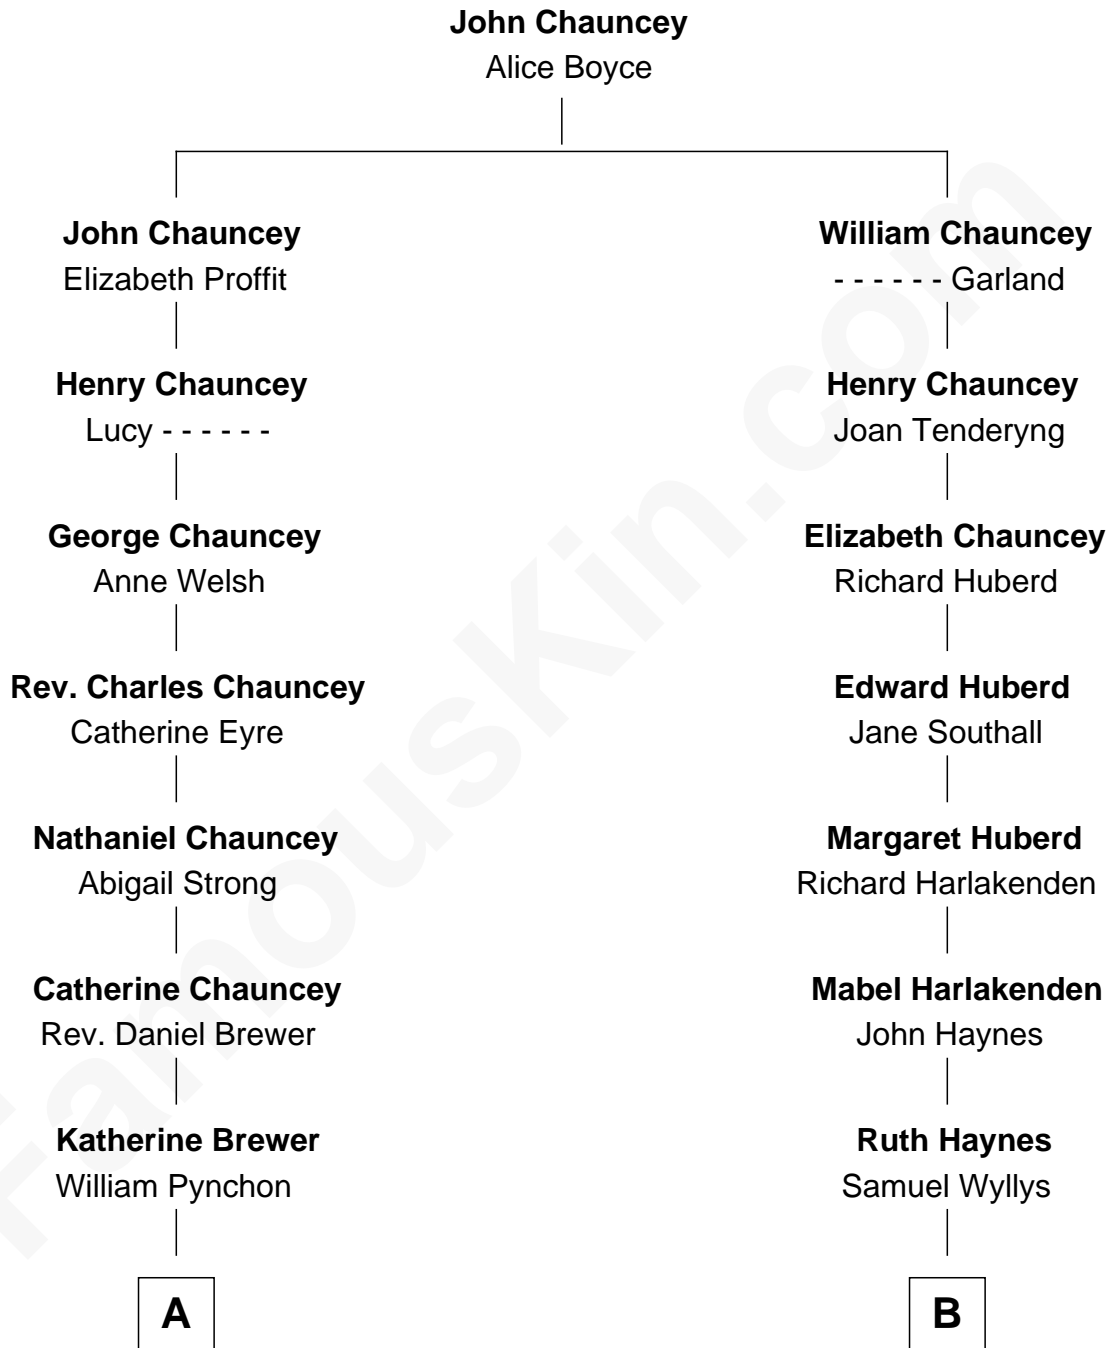 John Chauncey
Alice Boyce
John Chauncey
Elizabeth Proffit
William Chauncey
- - - - - - Garland
Henry Chauncey
Lucy - - - - - -
Henry Chauncey
Joan Tenderyng
George Chauncey
Anne Welsh
Elizabeth Chauncey
Richard Huberd
Rev. Charles Chauncey
Catherine Eyre
Edward Huberd
Jane Southall
Nathaniel Chauncey
Abigail Strong
Margaret Huberd
Richard Harlakenden
Catherine Chauncey
Rev. Daniel Brewer
Mabel Harlakenden
John Haynes
Katherine Brewer
William Pynchon
Ruth Haynes
Samuel Wyllys
A
B
FamousKin.com